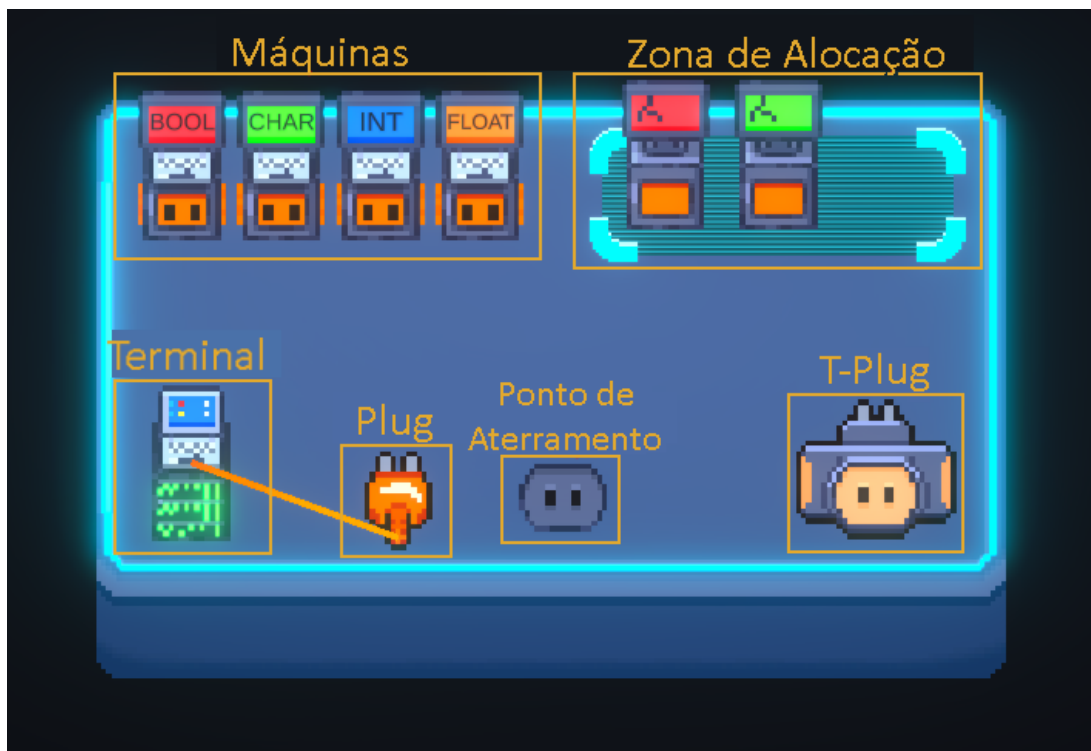 Máquinas
Zona de Alocação
BOOL
CHAR
INT
FLOAT
Terminal
Plug
Ponto de
Aterramento
T-Plug